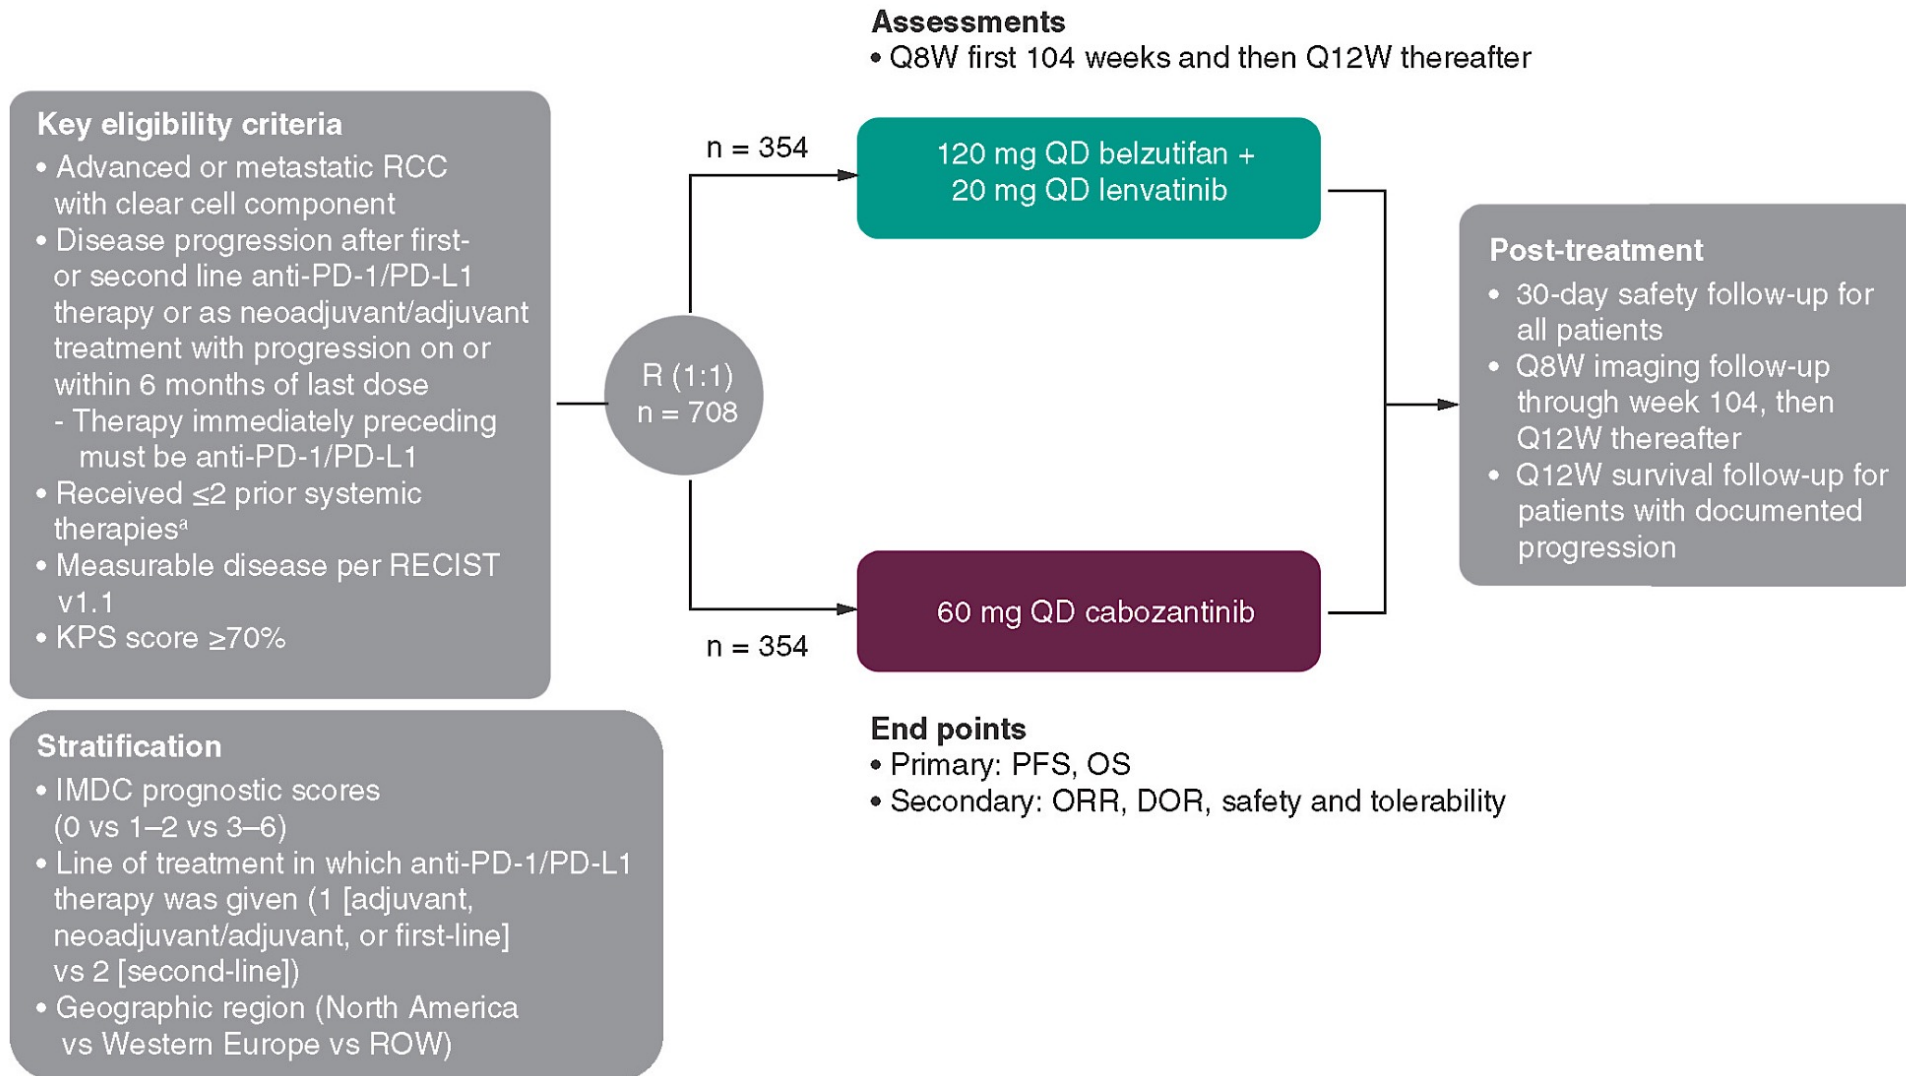 Assessments
• Q8W first 104 weeks and then Q12W thereafter
Key eligibility criteria
• Advanced or metastatic RCC
with clear cell component
• Disease progression after first-
or second line anti-PD-1/PD-L1
therapy or as neoadjuvant/adjuvant
treatment with progression on or
within 6 months of last dose
- Therapy immediately preceding
must be anti-PD-1/PD-L1
• Received ≤2 prior systemic
therapiesᵃ
• Measurable disease per RECIST
v1.1
• KPS score ≥70%
Stratification
• IMDC prognostic scores
(0 vs 1–2 vs 3–6)
• Line of treatment in which anti-PD-1/PD-L1
therapy was given (1 [adjuvant,
neoadjuvant/adjuvant, or first-line]
vs 2 [second-line])
• Geographic region (North America
vs Western Europe vs ROW)
R (1:1)
n = 708
n = 354
120 mg QD belzutifan +
20 mg QD lenvatinib
n = 354
60 mg QD cabozantinib
End points
• Primary: PFS, OS
• Secondary: ORR, DOR, safety and tolerability
Post-treatment
• 30-day safety follow-up for
all patients
• Q8W imaging follow-up
through week 104, then
Q12W thereafter
• Q12W survival follow-up for
patients with documented
progression